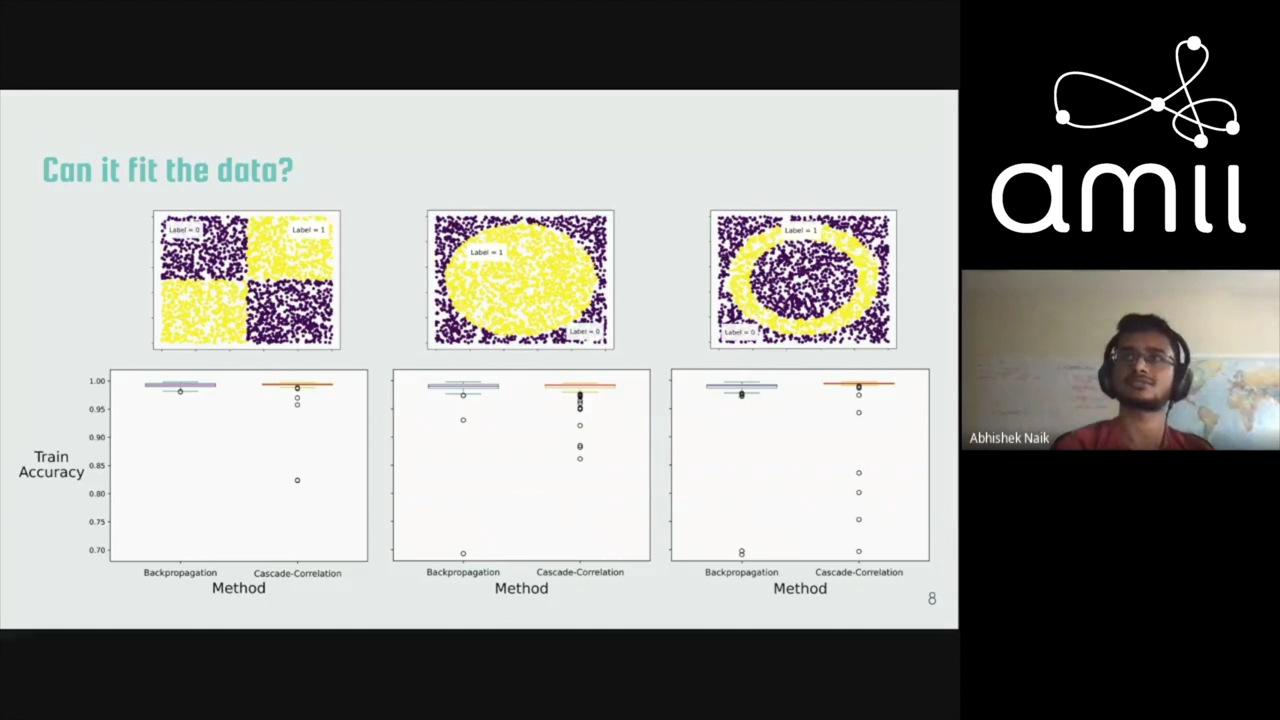 Can it fit the data?
Label = 0
Label = 1
Label = 1
Label = 0
Label = 1
Label = 0
1.00
0.95
0.90
0.85
0.80
0.75
0.70
Train
Accuracy
Backpropagation Cascade-Correlation
Method
Backpropagation Cascade-Correlation
Method
Backpropagation Cascade-Correlation
Method
8
amii
Abhishek Naik